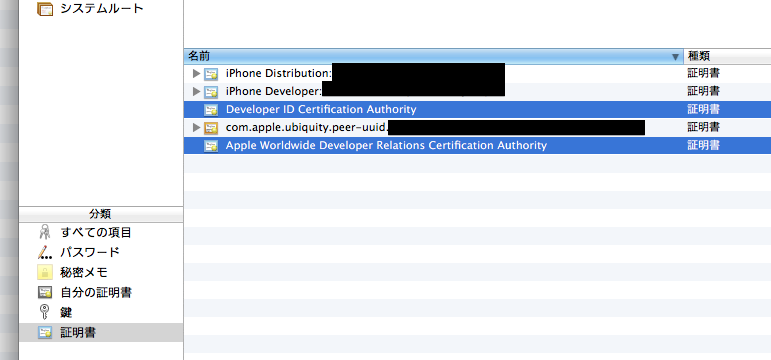 システムルート
名前 種類
iPhone Distribution: 証明書
iPhone Developer: 証明書
Developer ID Certification Authority 証明書
com.apple.ubiquity.peer-uuid. 証明書
Apple Worldwide Developer Relations Certification Authority 証明書
分類
すべての項目
パスワード
秘密メモ
自分の証明書
鍵
証明書